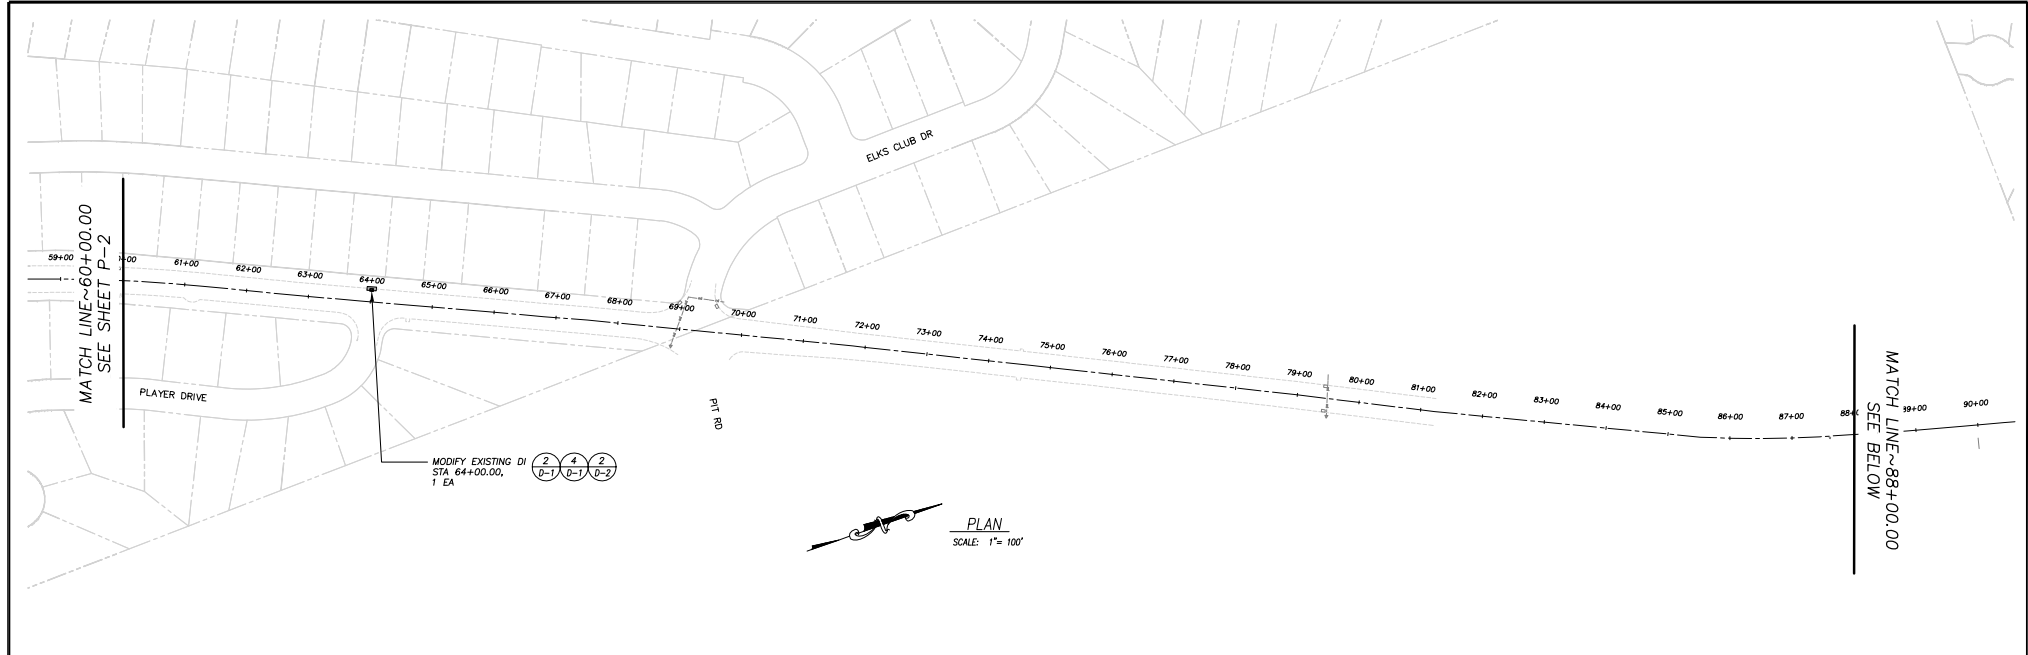 ELKS CLUB DR
MATCH LINE~60+00.00
SEE SHEET P-2
59+00
61+00
62+00
63+00
64+00
65+00
66+00
67+00
68+00
69+00
70+00
71+00
72+00
73+00
74+00
75+00
76+00
77+00
78+00
79+00
80+00
81+00
82+00
83+00
84+00
85+00
86+00
87+00
90+00
MATCH LINE~88+00.00
SEE BELOW
PLAYER DRIVE
PIT RD
MODIFY EXISTING DI
STA 64+00.00,
1 EA
2 4 2
D-1 D-1 D-2
PLAN
SCALE: 1"= 100'